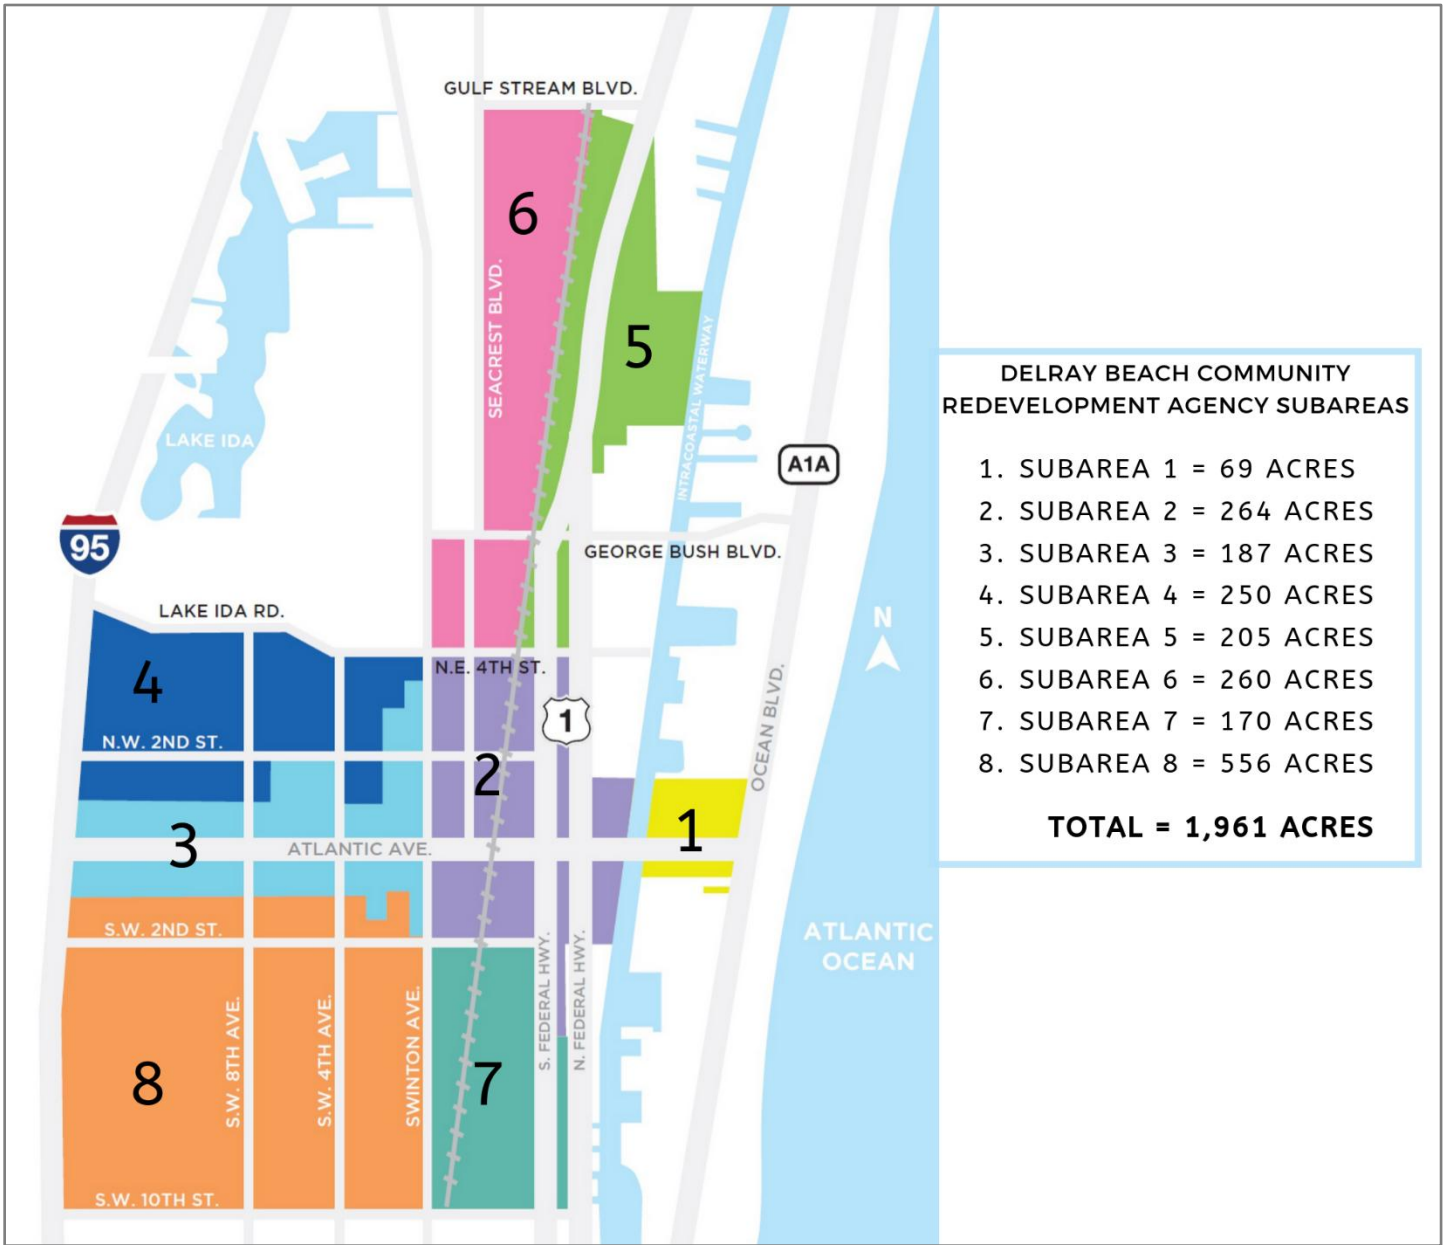 GULF STREAM BLVD.
6
SEACREST BLVD.
5
INTRACOASTAL WATERWAY
LAKE IDA
A1A
95
GEORGE BUSH BLVD.
LAKE IDA RD.
N
4
N.E. 4TH ST.
1
OCEAN BLVD.
N.W. 2ND ST.
2
3
ATLANTIC AVE.
1
S.W. 2ND ST.
ATLANTIC
OCEAN
S.W. 8TH AVE.
S.W. 4TH AVE.
SWINTON AVE.
S. FEDERAL HWY.
N. FEDERAL HWY.
8
7
S.W. 10TH ST.
DELRAY BEACH COMMUNITY
REDEVELOPMENT AGENCY SUBAREAS
1. SUBAREA 1 = 69 ACRES
2. SUBAREA 2 = 264 ACRES
3. SUBAREA 3 = 187 ACRES
4. SUBAREA 4 = 250 ACRES
5. SUBAREA 5 = 205 ACRES
6. SUBAREA 6 = 260 ACRES
7. SUBAREA 7 = 170 ACRES
8. SUBAREA 8 = 556 ACRES
TOTAL = 1,961 ACRES